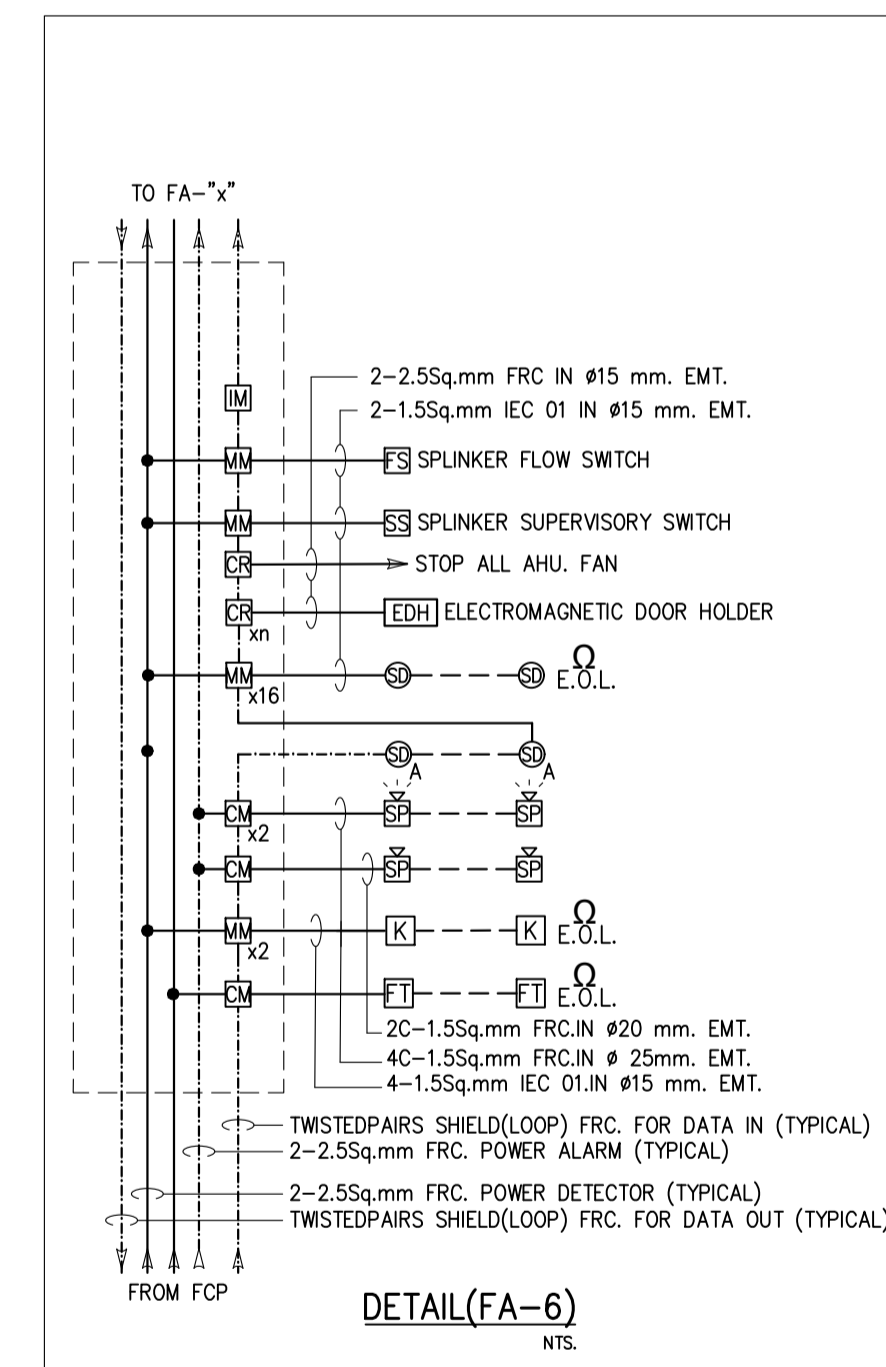 TO FA-"x"
2-2.5Sq.mm FRC IN ø15 mm. EMT.
IM
2-1.5Sq.mm IEC 01 IN ø15 mm. EMT.
MM FS SPLINKER FLOW SWITCH
MM SS SPLINKER SUPERVISORY SWITCH
CR STOP ALL AHU. FAN
CR EDH ELECTROMAGNETIC DOOR HOLDER
xn
MM SD SD Ω E.O.L.
x16
SD SD
A A
CM SP SP
x2
CM SP SP
MM K K Ω E.O.L.
x2
CM FT FT Ω E.O.L.
2C-1.5Sq.mm FRC.IN ø20 mm. EMT.
4C-1.5Sq.mm FRC.IN ø 25mm. EMT.
4-1.5Sq.mm IEC 01.IN ø15 mm. EMT.
TWISTEDPAIRS SHIELD(LOOP) FRC. FOR DATA IN (TYPICAL)
2-2.5Sq.mm FRC. POWER ALARM (TYPICAL)
2-2.5Sq.mm FRC. POWER DETECTOR (TYPICAL)
TWISTEDPAIRS SHIELD(LOOP) FRC. FOR DATA OUT (TYPICAL)
FROM FCP
DETAIL(FA-6)
NTS.